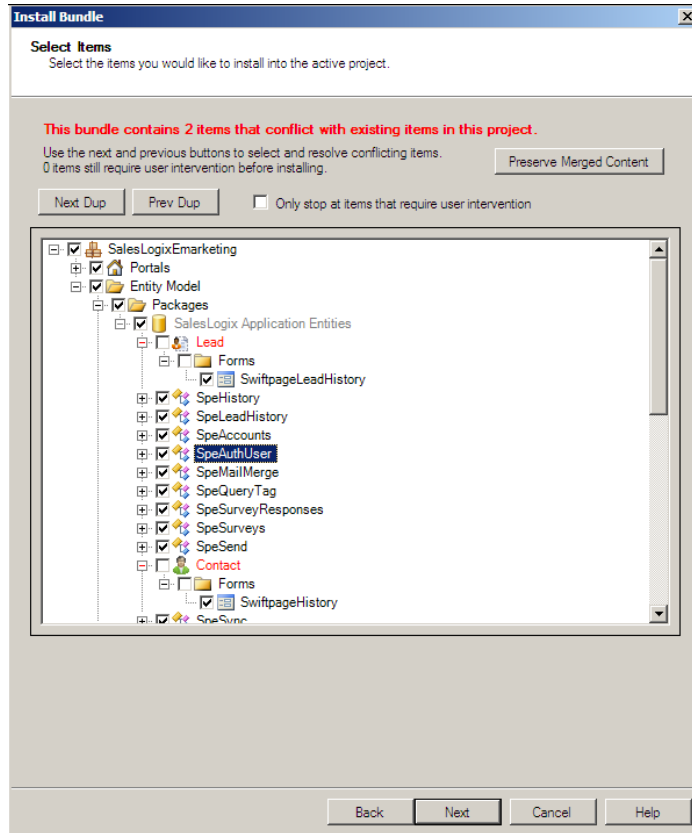 Install Bundle
Select Items
Select the items you would like to install into the active project.
This bundle contains 2 items that conflict with existing items in this project.
Use the next and previous buttons to select and resolve conflicting items.
0 items still require user intervention before installing.
Preserve Merged Content
Next Dup
Prev Dup
Only stop at items that require user intervention
SalesLogixEmarketing
Portals
Entity Model
Packages
SalesLogix Application Entities
Lead
Forms
SwiftpageLeadHistory
SpeHistory
SpeLeadHistory
SpeAccounts
SpeAuthUser
SpeMailMerge
SpeQueryTag
SpeSurveyResponses
SpeSurveys
SpeSend
Contact
Forms
SwiftpageHistory
SpeSync
Back
Next
Cancel
Help